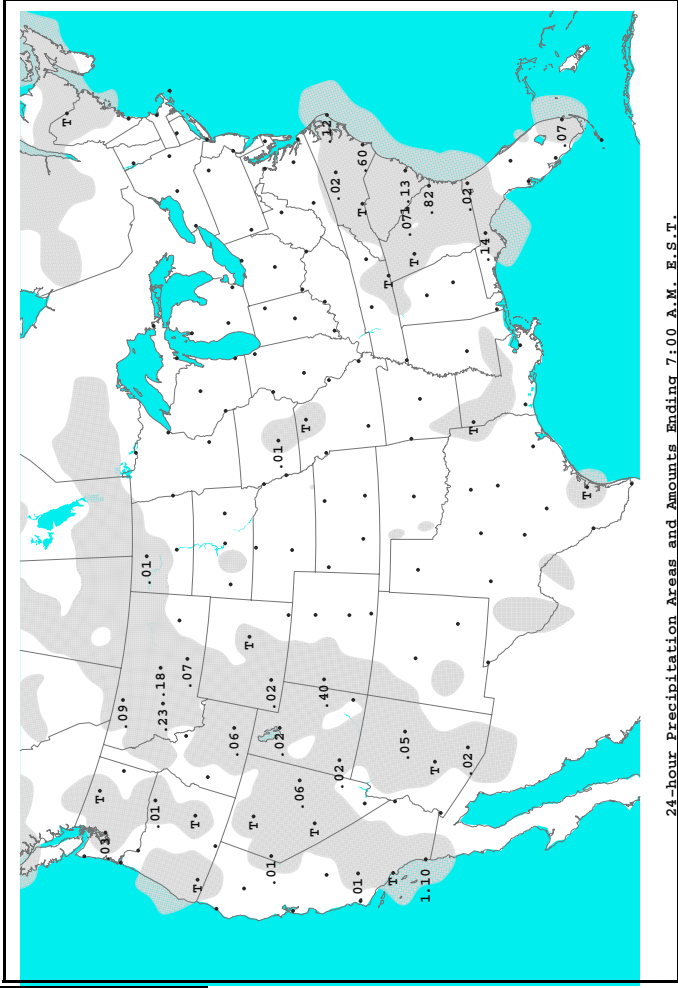 T
T
.03
.09
.01
.01
.23
.18
.07
T
T
.06
T
T
.01
.02
.01
.02
.06
T
T
.40
.12
.02
.02
.01
T
.60
T
T
.05
.07
1.13
T
1.10
.82
T
.02
.02
T
.14
.07
T
24-hour Precipitation Areas and Amounts Ending 7:00 A.M. E.S.T.